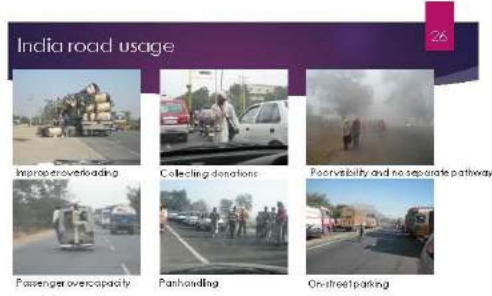 India road usage
26
Improper overloading
Collecting donations
Poor visibility and no separate pathway
Passenger overcapacity
Panhandling
On-street parking